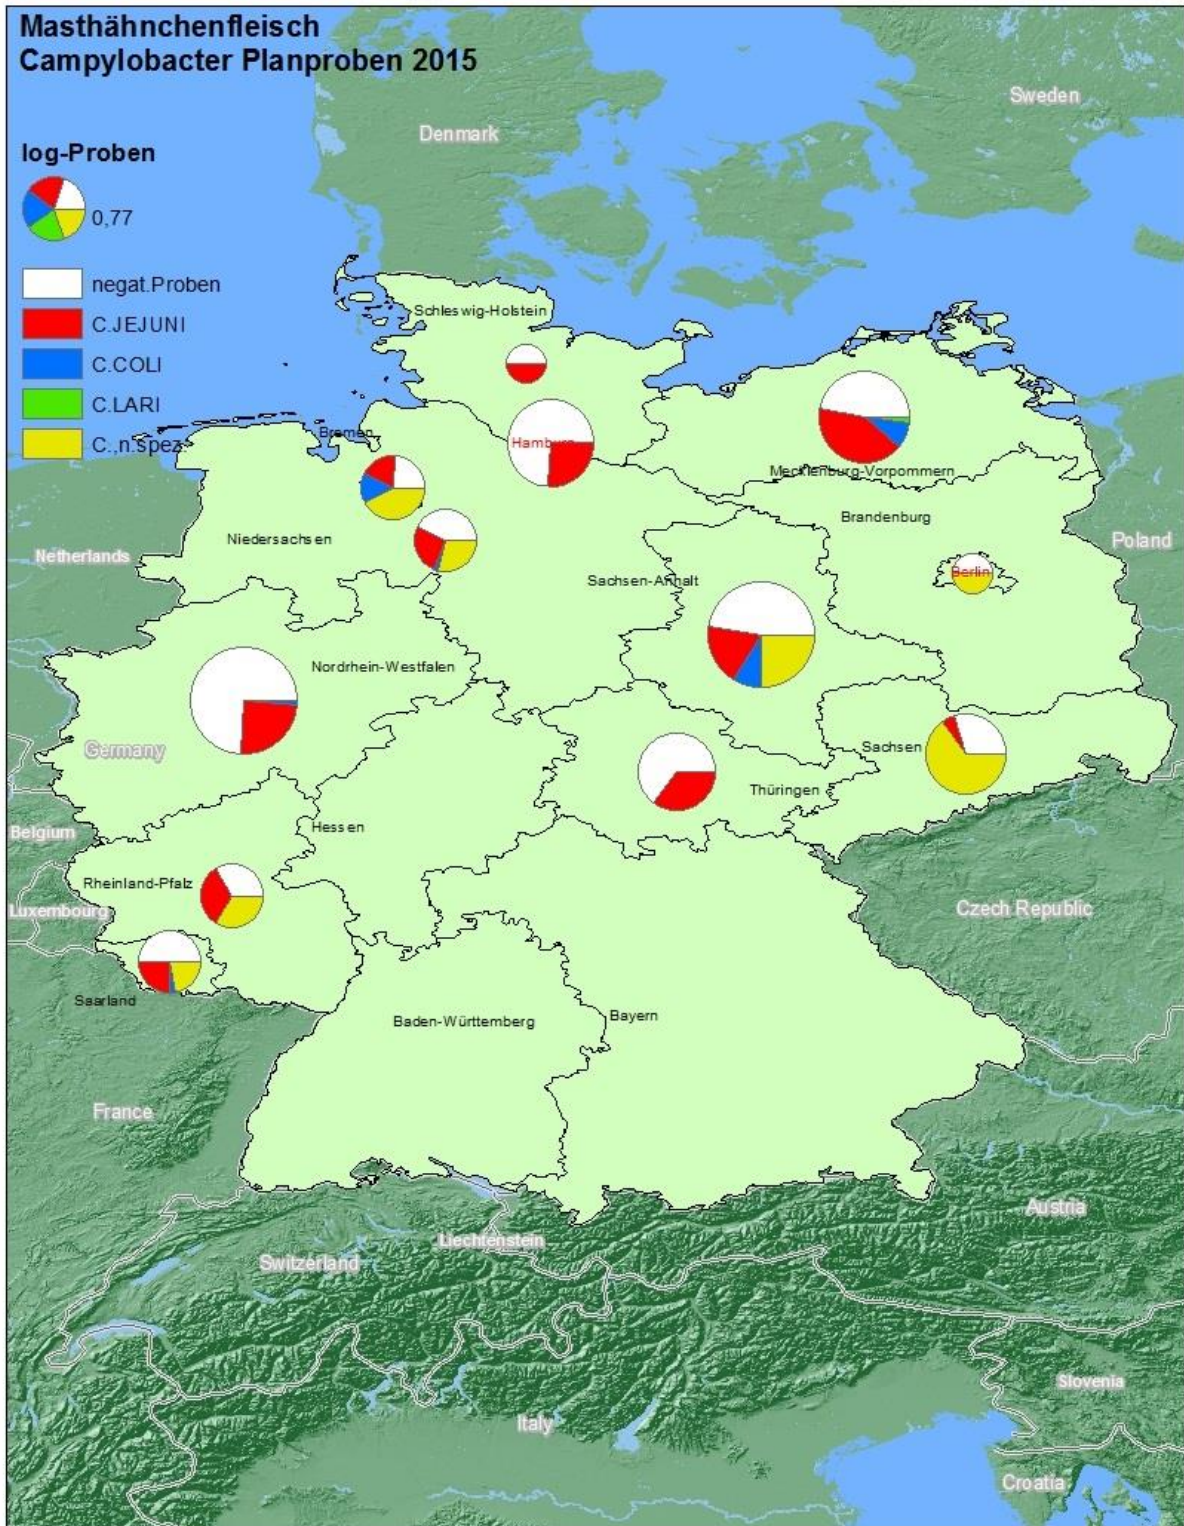 Masthähnchenfleisch
Campylobacter Planproben 2015
log-Proben
0,77
negat.Proben
C.JEJUNI
C.COLI
C.LARI
C.,n.spez
Sweden
Denmark
Schleswig-Holstein
Hamburg
Bremen
Mecklenburg-Vorpommern
Brandenburg
Niedersachsen
Netherlands
Poland
Berlin
Sachsen-Anhalt
Nordrhein-Westfalen
Germany
Sachsen
Thüringen
Hessen
Belgium
Rheinland-Pfalz
Luxembourg
Czech Republic
Saarland
Baden-Württemberg
Bayern
France
Austria
Liechtenstein
Switzerland
Slovenia
Italy
Croatia